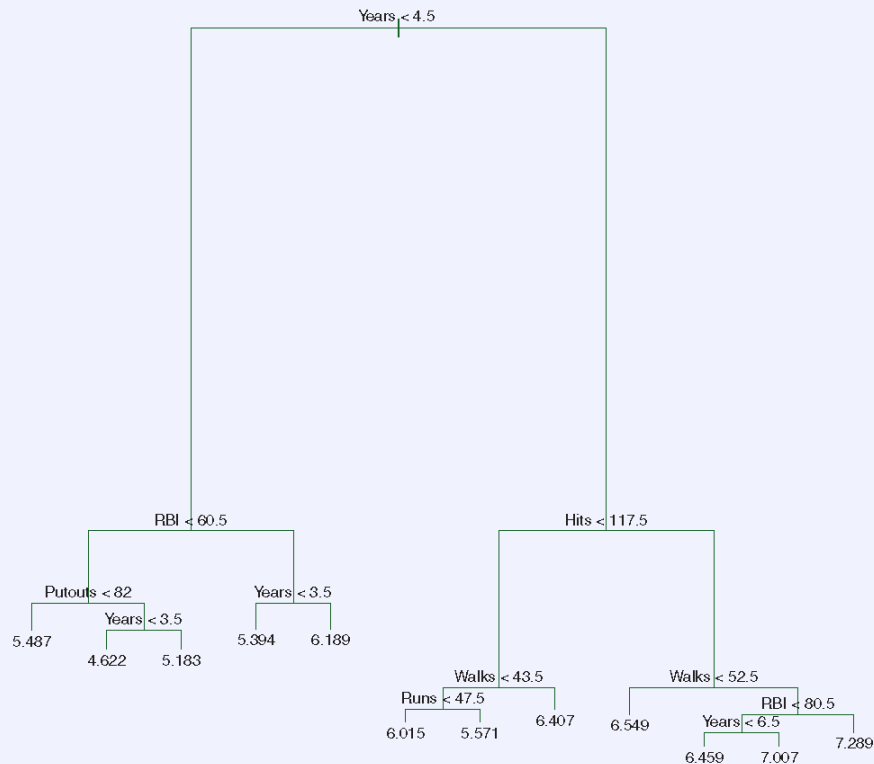 Years < 4.5
RBI < 60.5
Hits < 117.5
Putouts < 82
Years < 3.5
Years < 3.5
5.487
4.622
5.183
5.394
6.189
Walks < 43.5
Walks < 52.5
Runs < 47.5
RBI < 80.5
6.015
5.571
6.407
6.549
Years < 6.5
7.289
6.459
7.007